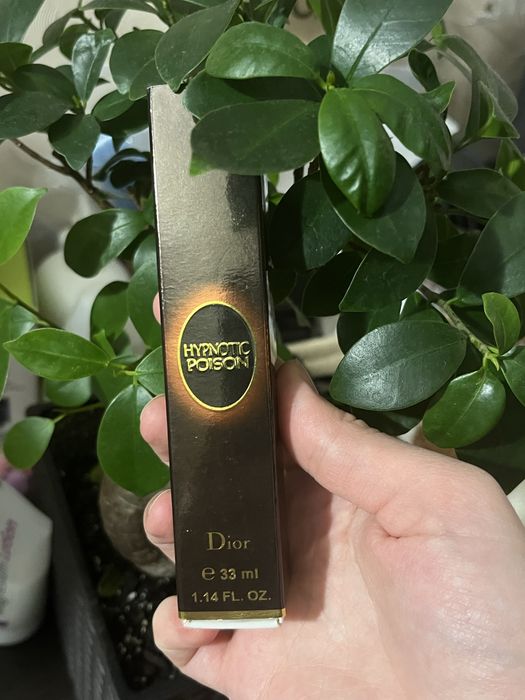 HYPNOTIC
POISON
Dior
e 33 ml
1.14 FL. OZ.